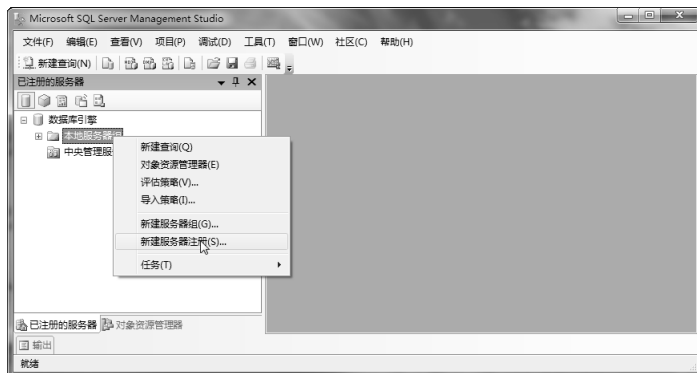 Microsoft SQL Server Management Studio
文件(F) 编辑(E) 查看(V) 项目(P) 调试(D) 工具(T) 窗口(W) 社区(C) 帮助(H)
新建查询(N)
已注册的服务器
数据库引擎
本地服务器组
中央管理服
新建查询(Q)
对象资源管理器(E)
评估策略(V)...
导入策略(I)...
新建服务器组(G)...
新建服务器注册(S)...
任务(T)
已注册的服务器 对象资源管理器
输出
就绪